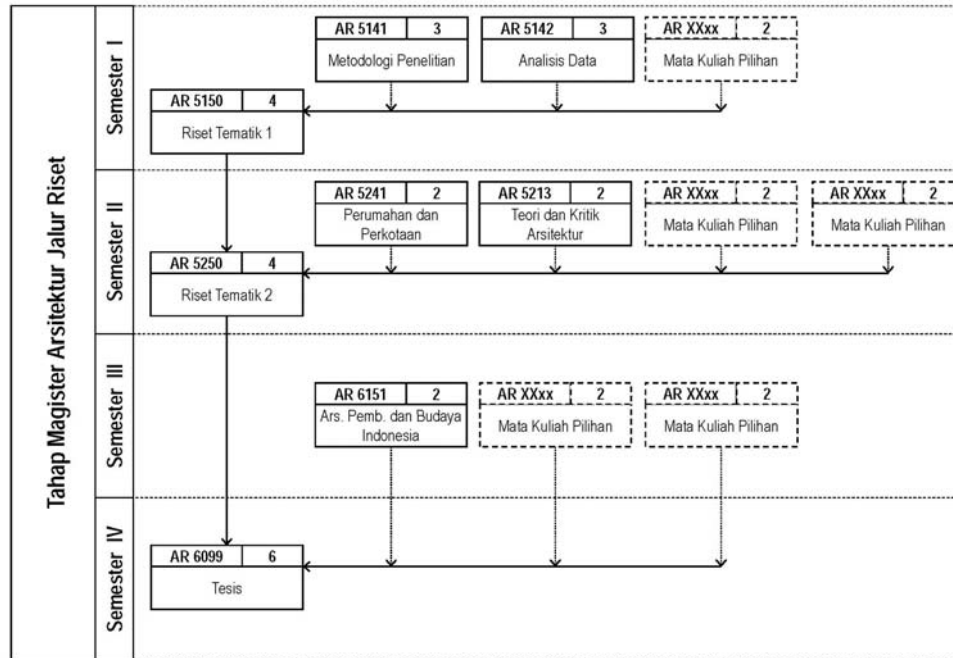 Tahap Magister Arsitektur Jalur Riset
Semester I
AR 5141 3
Metodologi Penelitian
AR 5142 3
Analisis Data
AR XXxx 2
Mata Kuliah Pilihan
AR 5150 4
Riset Tematik 1
Semester II
AR 5241 2
Perumahan dan
Perkotaan
AR 5213 2
Teori dan Kritik
Arsitektur
AR XXxx 2
Mata Kuliah Pilihan
AR XXxx 2
Mata Kuliah Pilihan
AR 5250 4
Riset Tematik 2
Semester III
AR 6151 2
Ars. Pemb. dan Budaya
Indonesia
AR XXxx 2
Mata Kuliah Pilihan
AR XXxx 2
Mata Kuliah Pilihan
Semester IV
AR 6099 6
Tesis